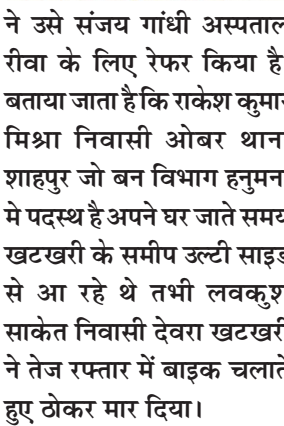 ने उसे संजय गांधी अस्पताल
रीवा के लिए रेफर किया है
बताया जाता है कि राकेश कुमार
मिश्रा निवासी ओबर थान
शाहपुर जो बन विभाग हनुमन
मे पदस्थ है अपने घर जाते समय
खटखरी के समीप उल्टी साइड
से आ रहे थे तभी लवकुश
साकेत निवासी देवरा खटखरी
ने तेज रफ्तार में बाइक चलाते
हुए ठोकर मार दिया।